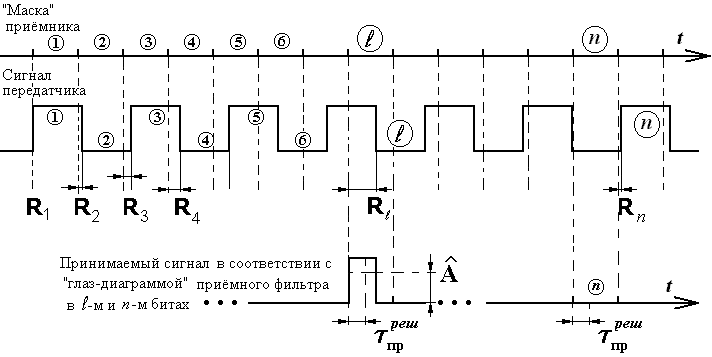 "Маска"
приёмника
① ② ③ ④ ⑤ ⑥ ℓ n t
Сигнал
передатчика
① ② ③ ④ ⑤ ⑥ ℓ n
R1 R2 R3 R4 Rℓ Rn
Принимаемый сигнал в соответствии с
"глаз-диаграммой" приёмного фильтра
в ℓ-м и n-м битах
Â
n t
τпр реш τпр реш